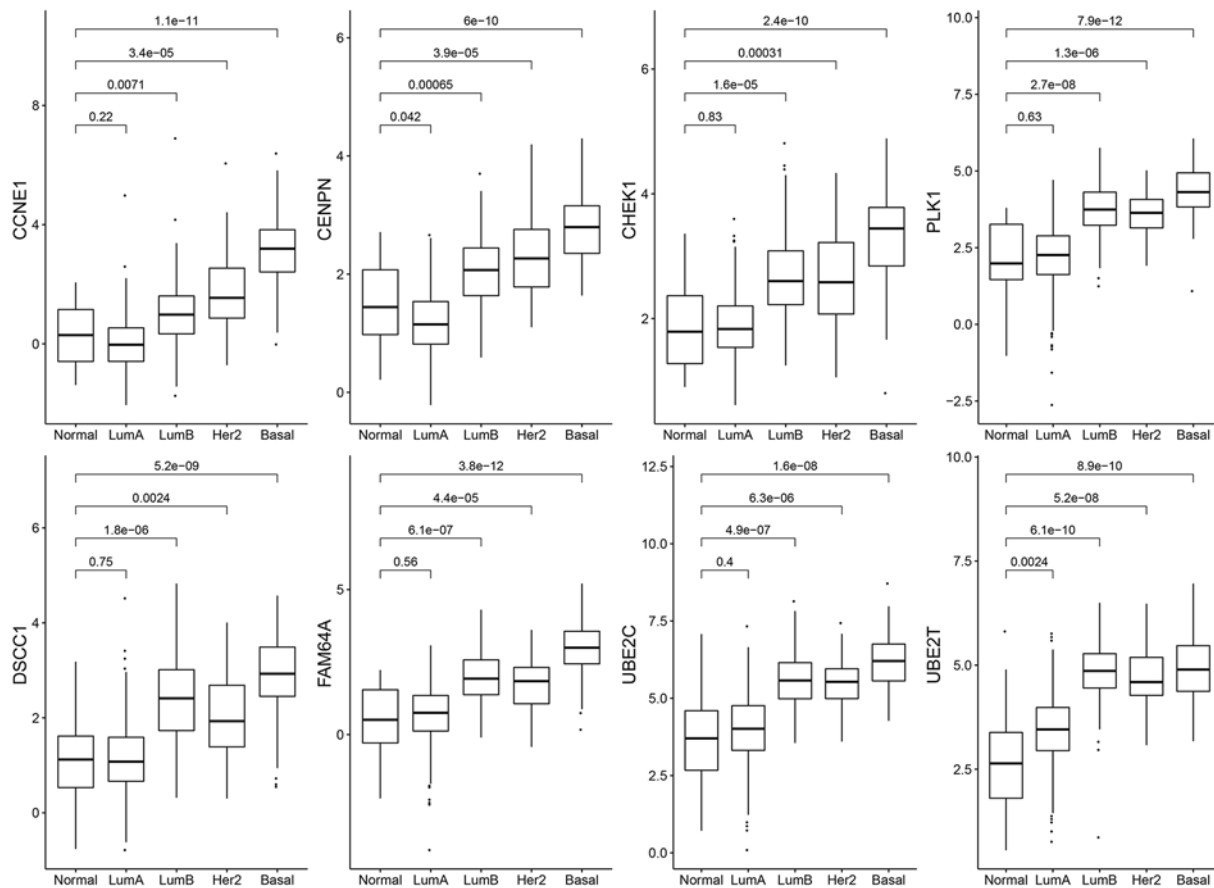 1.1e−11
3.4e−05
0.0071
0.22
CCNE1
8
4
0
Normal LumA LumB Her2 Basal
6e−10
3.9e−05
0.00065
0.042
CENPN
6
4
2
0
Normal LumA LumB Her2 Basal
2.4e−10
0.00031
1.6e−05
0.83
CHEK1
6
4
2
Normal LumA LumB Her2 Basal
7.9e−12
1.3e−06
2.7e−08
0.63
PLK1
10.0
7.5
5.0
2.5
0.0
−2.5
Normal LumA LumB Her2 Basal
5.2e−09
0.0024
1.8e−06
0.75
DSCC1
6
4
2
0
Normal LumA LumB Her2 Basal
3.8e−12
4.4e−05
6.1e−07
0.56
FAM64A
5
0
Normal LumA LumB Her2 Basal
1.6e−08
6.3e−06
4.9e−07
0.4
UBE2C
12.5
10.0
7.5
5.0
2.5
0.0
Normal LumA LumB Her2 Basal
8.9e−10
5.2e−08
6.1e−10
0.0024
UBE2T
10.0
7.5
5.0
2.5
Normal LumA LumB Her2 Basal